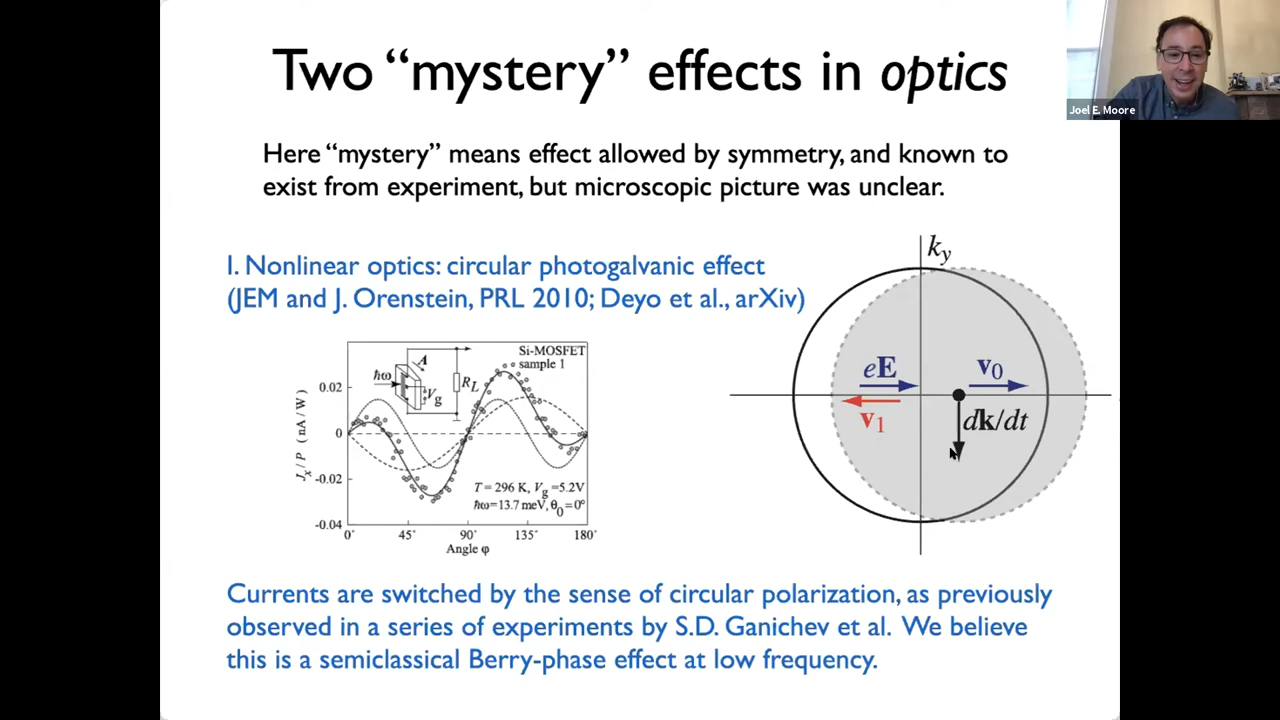 Two “mystery” effects in optics
Joel E. Moore
Here “mystery” means effect allowed by symmetry, and known to
exist from experiment, but microscopic picture was unclear.
I. Nonlinear optics: circular photogalvanic effect
(JEM and J. Orenstein, PRL 2010; Deyo et al., arXiv)
Si-MOSFET
sample 1
A
ħω
R_L
V_g
J_x / P ( nA / W )
0.02
0
-0.02
-0.04
T = 296 K, V_g =5.2V
ħω=13.7 meV, θ_0 = 0°
0° 45° 90° 135° 180°
Angle φ
k_y
eE
v_0
v_1
dk/dt
Currents are switched by the sense of circular polarization, as previously
observed in a series of experiments by S.D. Ganichev et al. We believe
this is a semiclassical Berry-phase effect at low frequency.